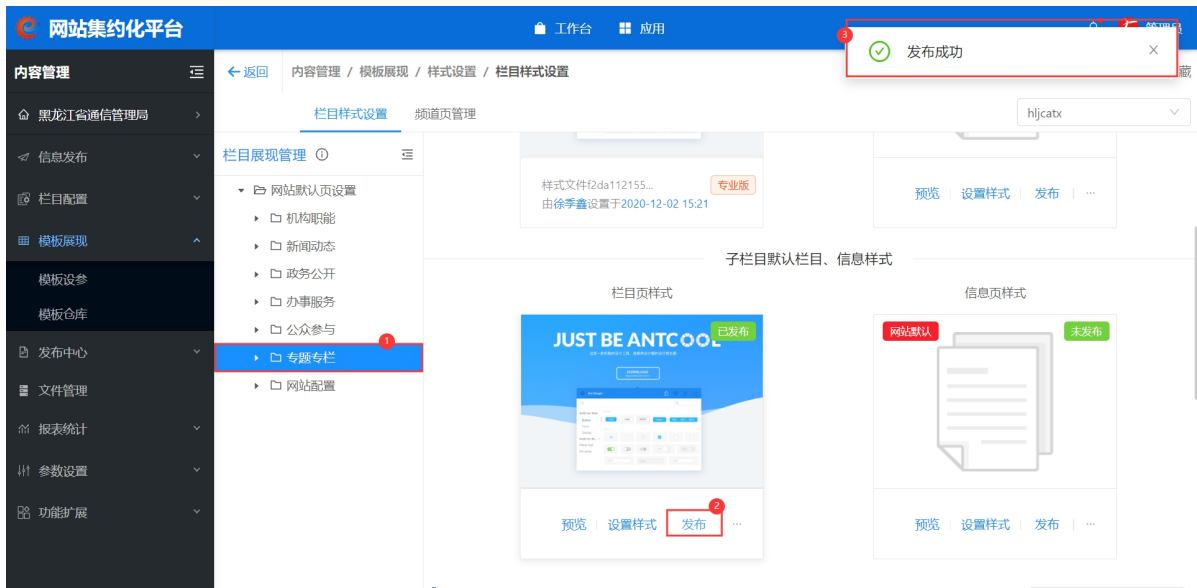 网站集约化平台
工作台
应用
管理员
3
发布成功
内容管理
返回
内容管理 / 模板展现 / 样式设置 / 栏目样式设置
藏
黑龙江省通信管理局
栏目样式设置
频道页管理
hljcatx
信息发布
栏目展现管理
栏目配置
网站默认页设置
样式文件f2da112155...
专业版
由徐季鑫设置于2020-12-02 15:21
预览
设置样式
发布
...
机构职能
模板展现
新闻动态
子栏目默认栏目、信息样式
模板设参
政务公开
栏目页样式
信息页样式
模板仓库
办事服务
公众参与
1
JUST BE ANTCOOL
已发布
网站默认
未发布
发布中心
专题专栏
文件管理
网站配置
报表统计
参数设置
功能扩展
2
预览
设置样式
发布
...
预览
设置样式
发布
...